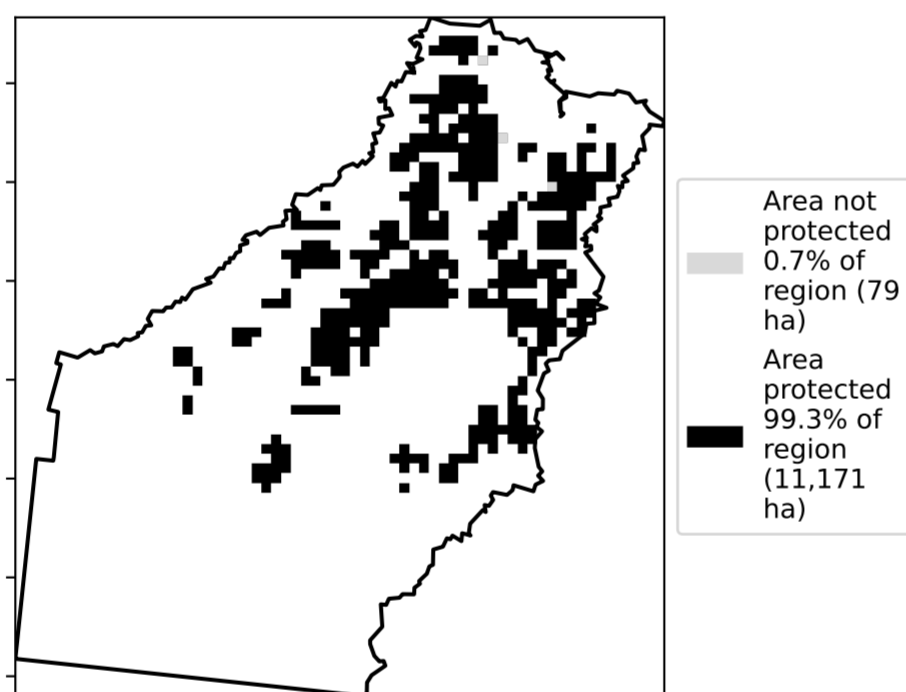 Area not
protected
0.7% of
region (79
ha)
Area
protected
99.3% of
region
(11,171
ha)